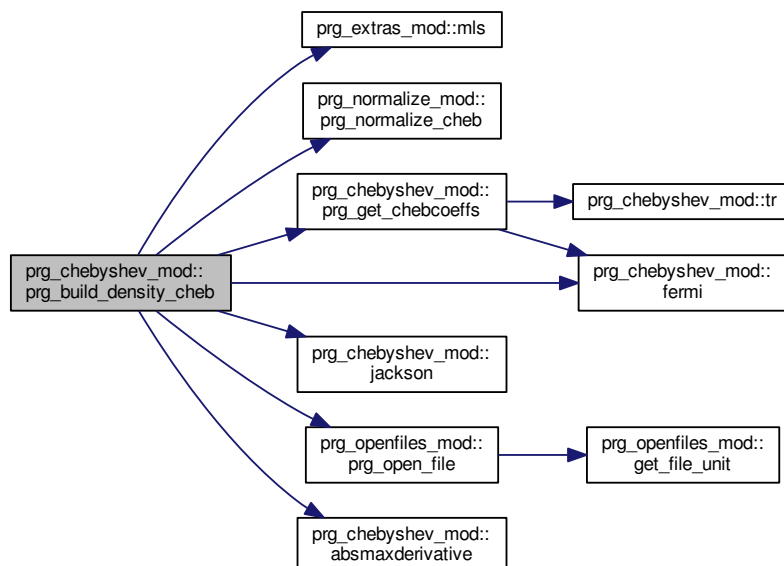 prg_extras_mod::mls
prg_normalize_mod::
prg_normalize_cheb
prg_chebyshev_mod::
prg_get_chebcoeffs
prg_chebyshev_mod::tr
prg_chebyshev_mod::
prg_build_density_cheb
prg_chebyshev_mod::
fermi
prg_chebyshev_mod::
jackson
prg_openfiles_mod::
prg_open_file
prg_openfiles_mod::
get_file_unit
prg_chebyshev_mod::
absmaxderivative